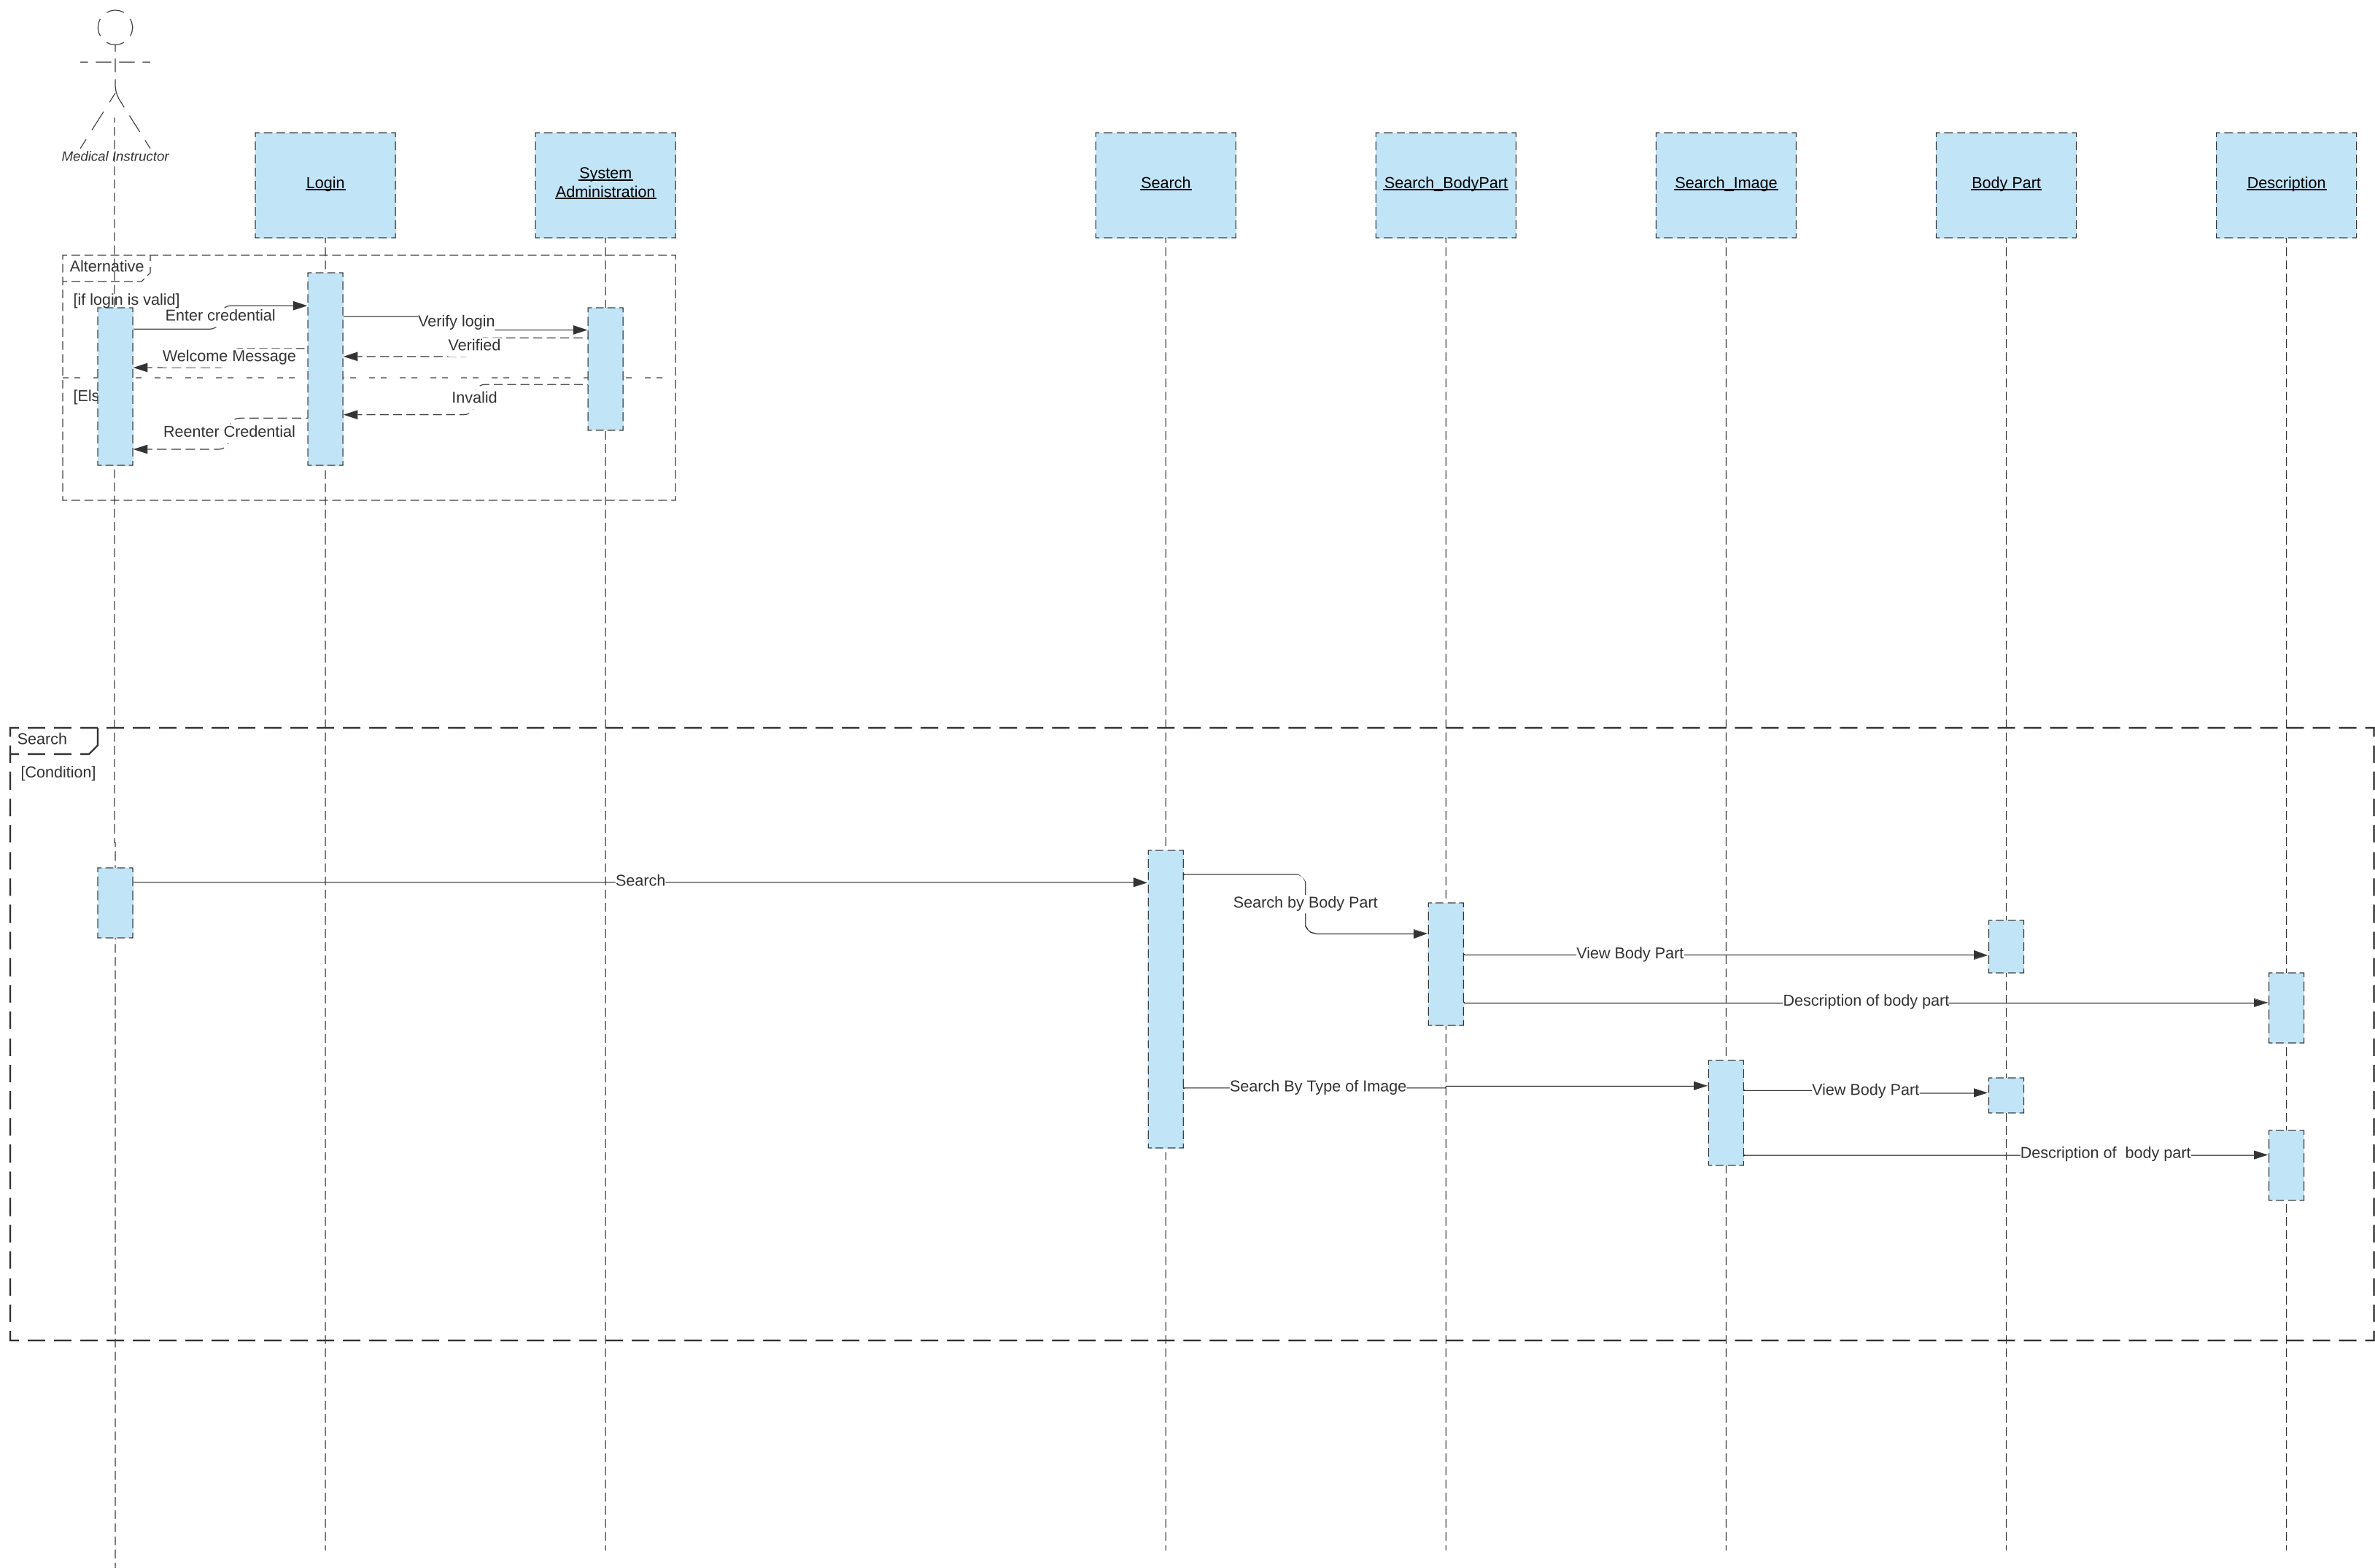 Medical Instructor
Login
System
Administration
Search
Search_BodyPart
Search_Image
Body Part
Description
Alternative
[if login is valid]
Enter credential
Verify login
Verified
Welcome Message
[Els
Invalid
Reenter Credential
Search
[Condition]
Search
Search by Body Part
View Body Part
Description of body part
Search By Type of Image
View Body Part
Description of  body part